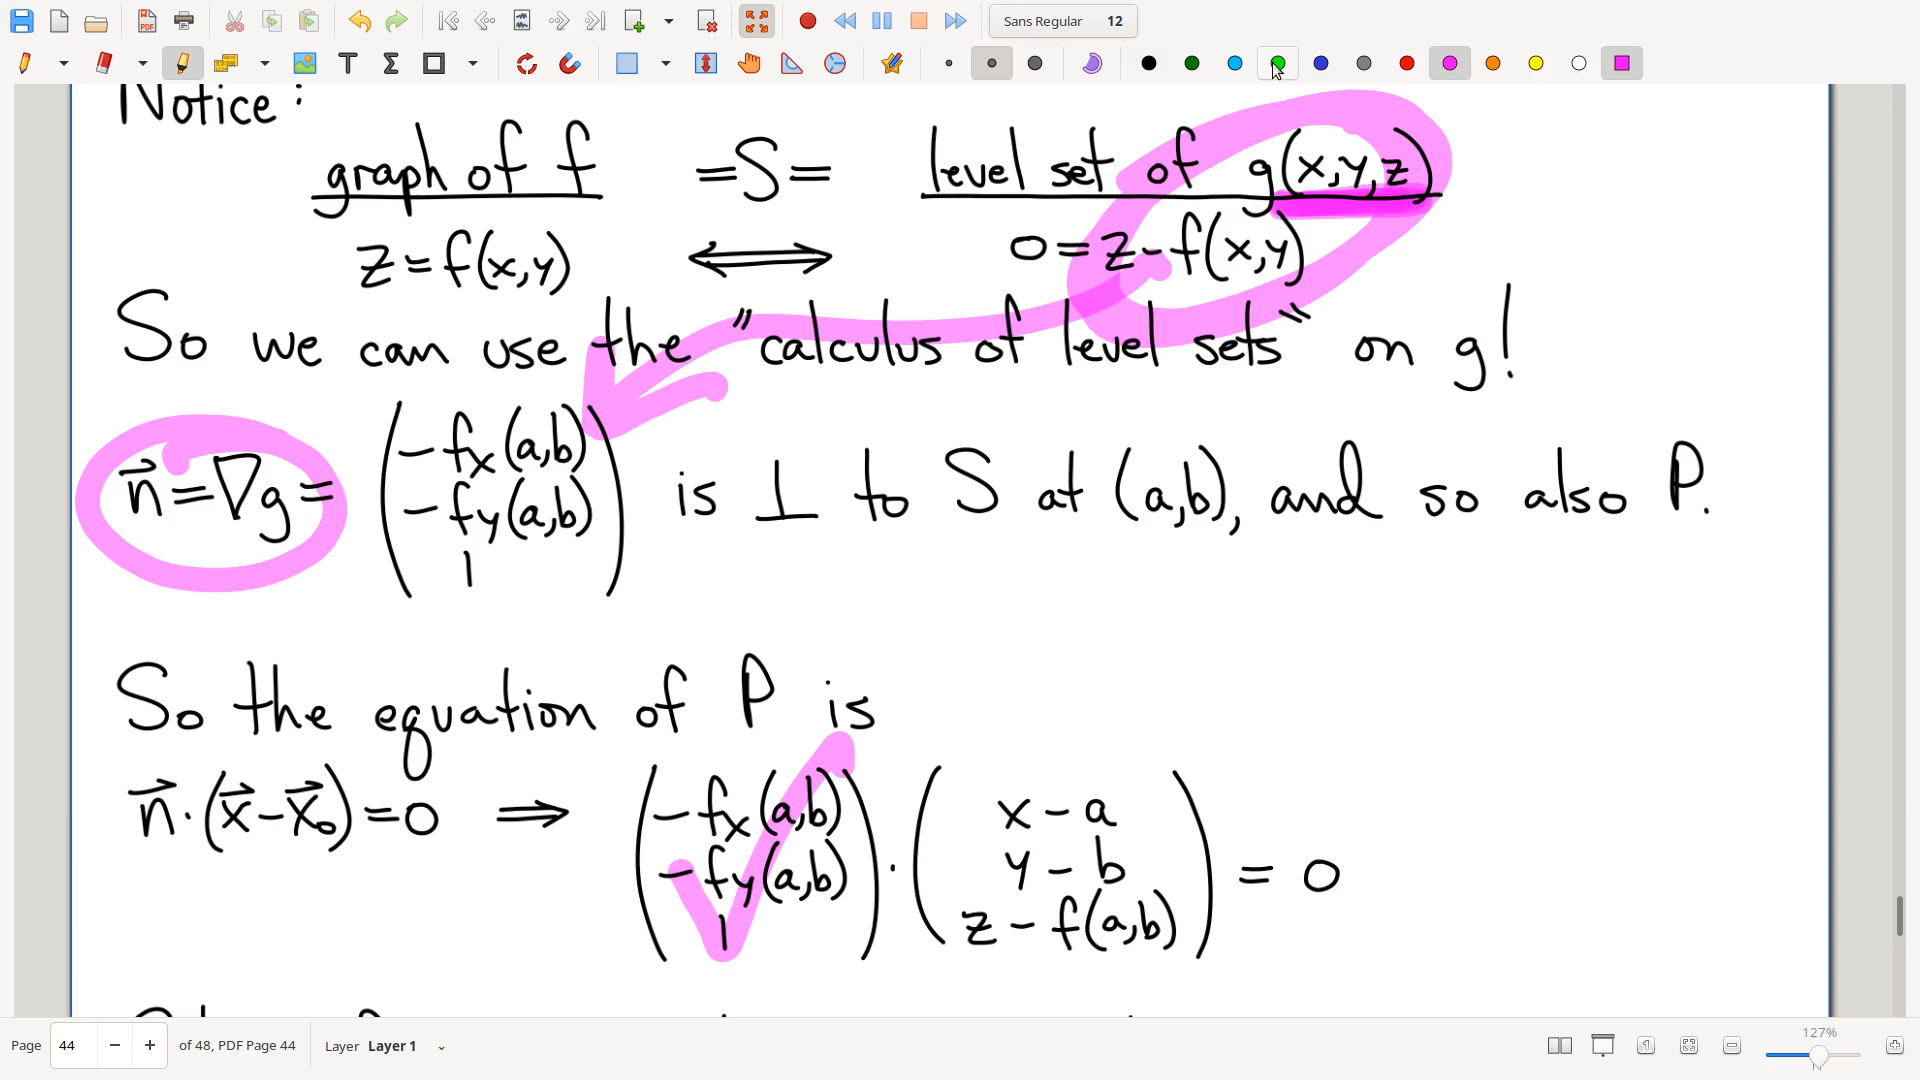 Sans Regular 12
Notice:
graph of f =S= level set of g(x,y,z)
z=f(x,y) ⟺ 0=z-f(x,y)
So we can use the "calculus of level sets" on g!
n⃗=∇g= (-fx(a,b) -fy(a,b) 1) is ⊥ to S at (a,b), and so also P.
So the equation of P is
n⃗·(x⃗-x⃗₀)=0 ⟹ (-fx(a,b) -fy(a,b) 1) · (x-a y-b z-f(a,b)) = 0
Page 44 of 48, PDF Page 44 Layer Layer 1 127%